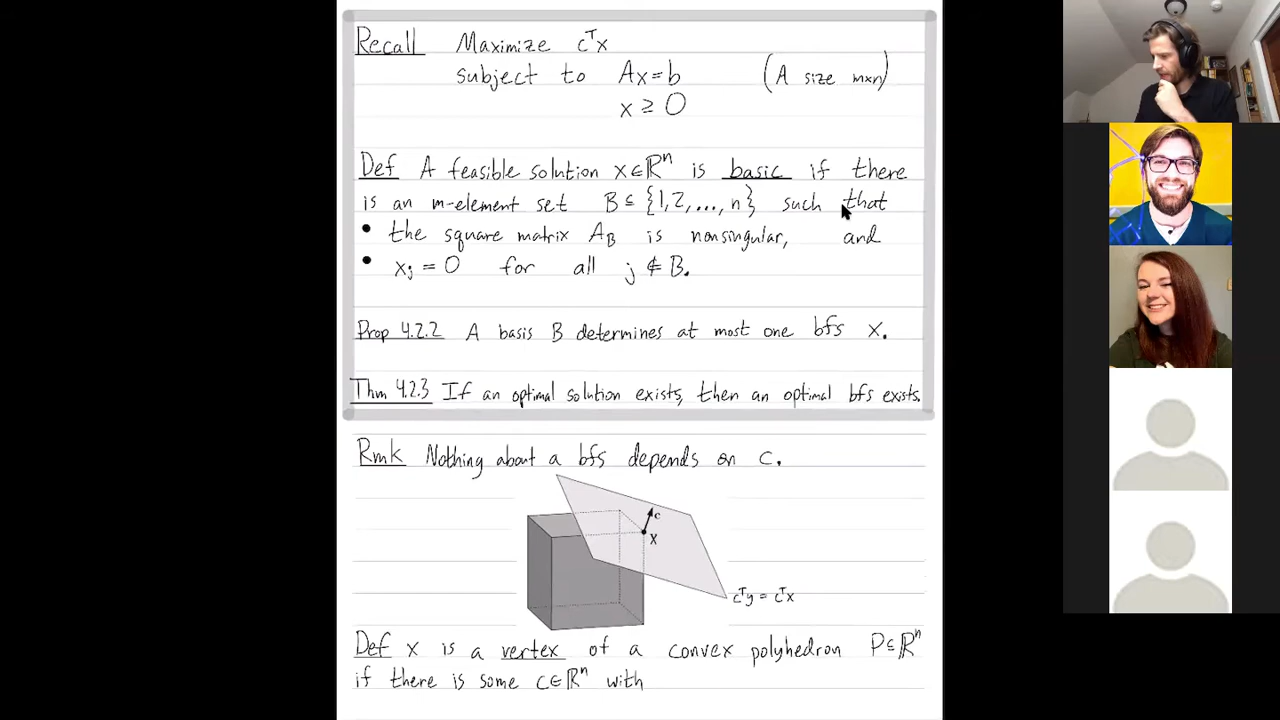 Recall Maximize cᵀx
subject to Ax=b (A size m×n)
x ≥ 0
Def A feasible solution x∈ℝⁿ is basic if there
is an m-element set B ⊆ {1,2,...,n} such that
• the square matrix A_B is nonsingular, and
• xⱼ = 0 for all j ∉ B.
Prop 4.2.2 A basis B determines at most one bfs x.
Thm 4.2.3 If an optimal solution exists, then an optimal bfs exists.
Rmk Nothing about a bfs depends on c.
c
x
cᵀy = cᵀx
Def x is a vertex of a convex polyhedron P⊆ℝⁿ
if there is some c∈ℝⁿ with